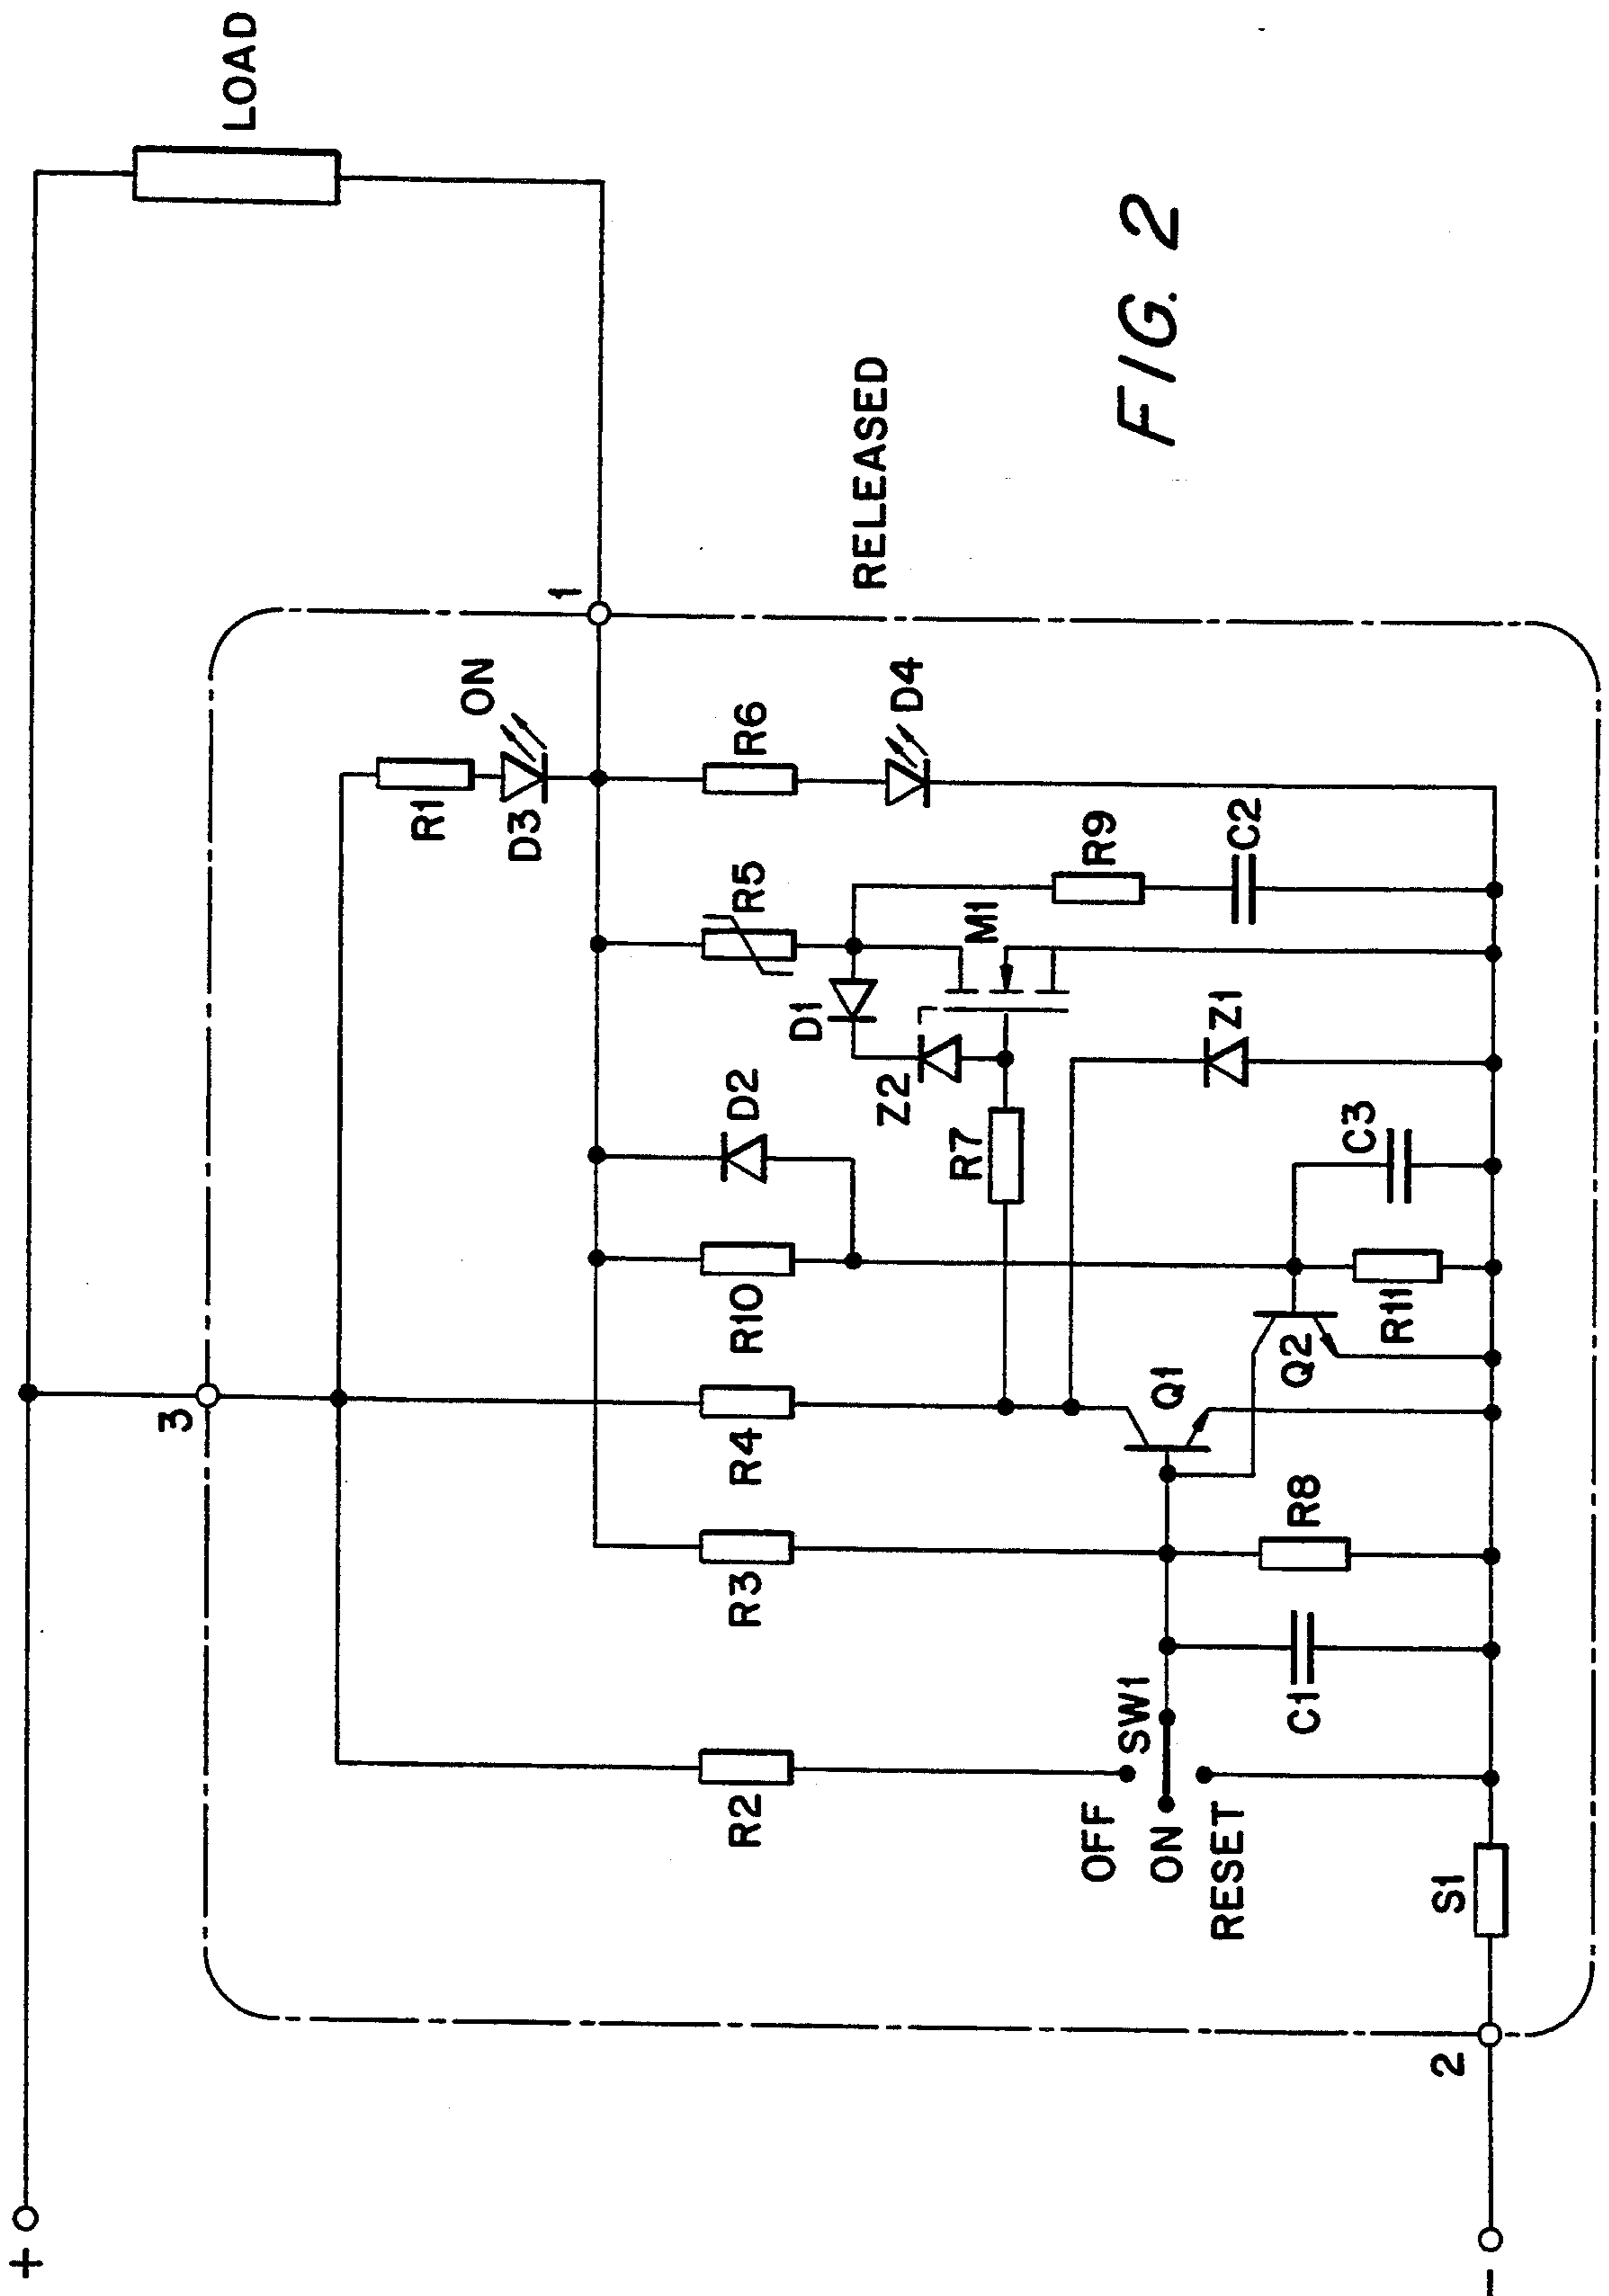 LOAD
3
1
ON
R1
D3
R2
R3
R4
R10
D2
R5
R6
RELEASED
D1
Z2
D4
R7
M1
R9
OFF
SW1
ON
RESET
Q1
Z1
C2
C1
R8
Q2
R11
C3
S1
2
+
-
FIG. 2